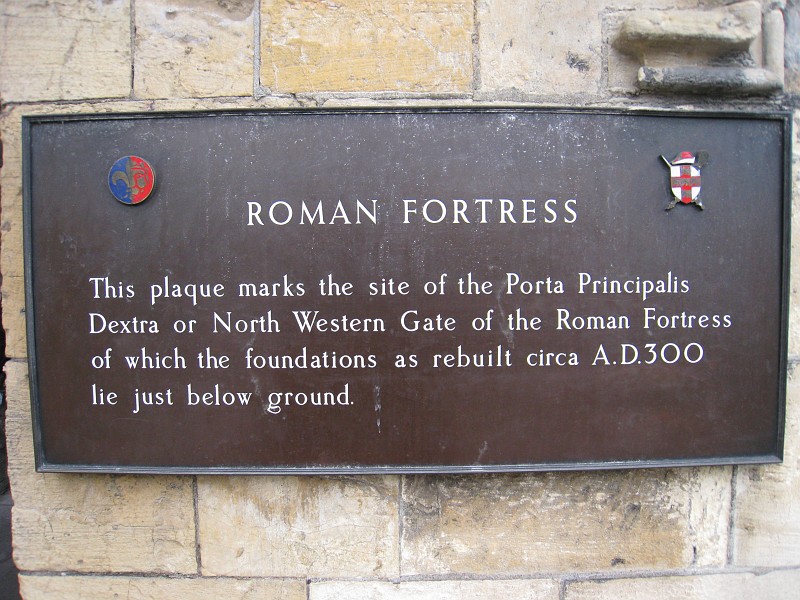 ROMAN FORTRESS
This plaque marks the site of the Porta Principalis
Dextra or North Western Gate of the Roman Fortress
of which the foundations as rebuilt circa A.D.300
lie just below ground.